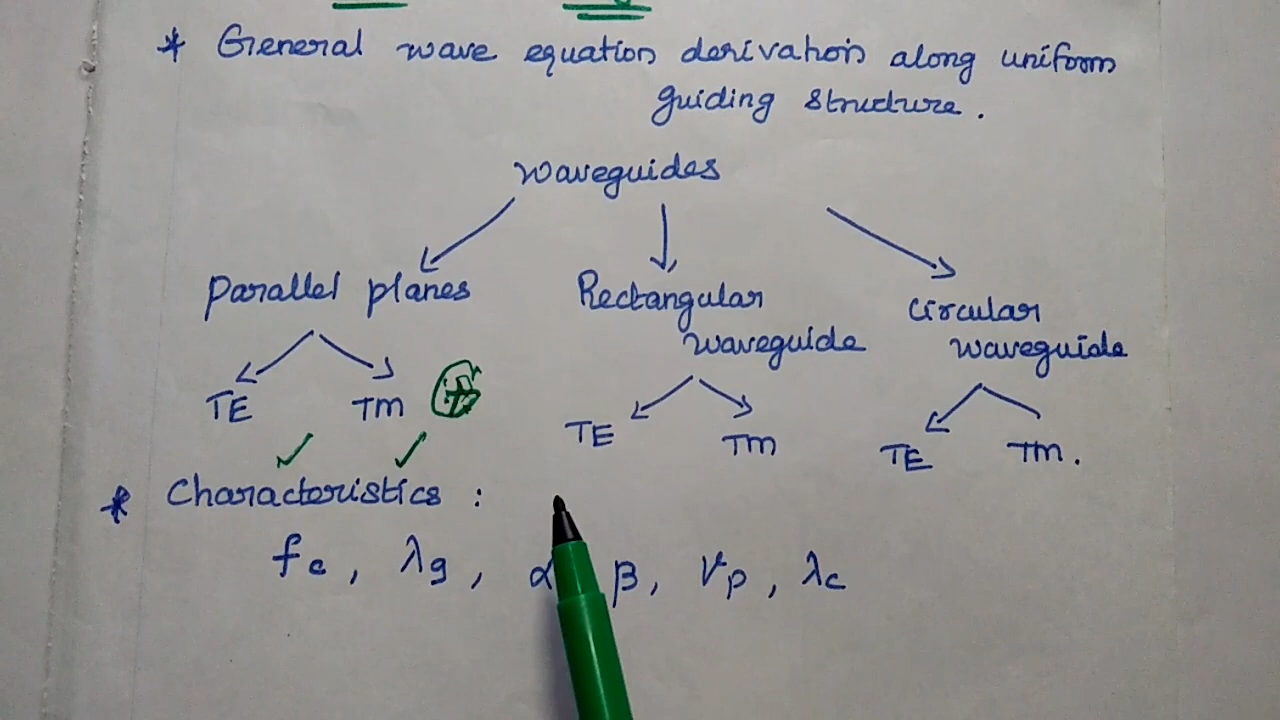 * General wave equation derivation along uniform
guiding structure.
Waveguides
Parallel planes
Rectangular
waveguide
Circular
waveguide
TE TM
TE TM
TE TM.
* Characteristics :
fc, λg, α β, Vp, λc